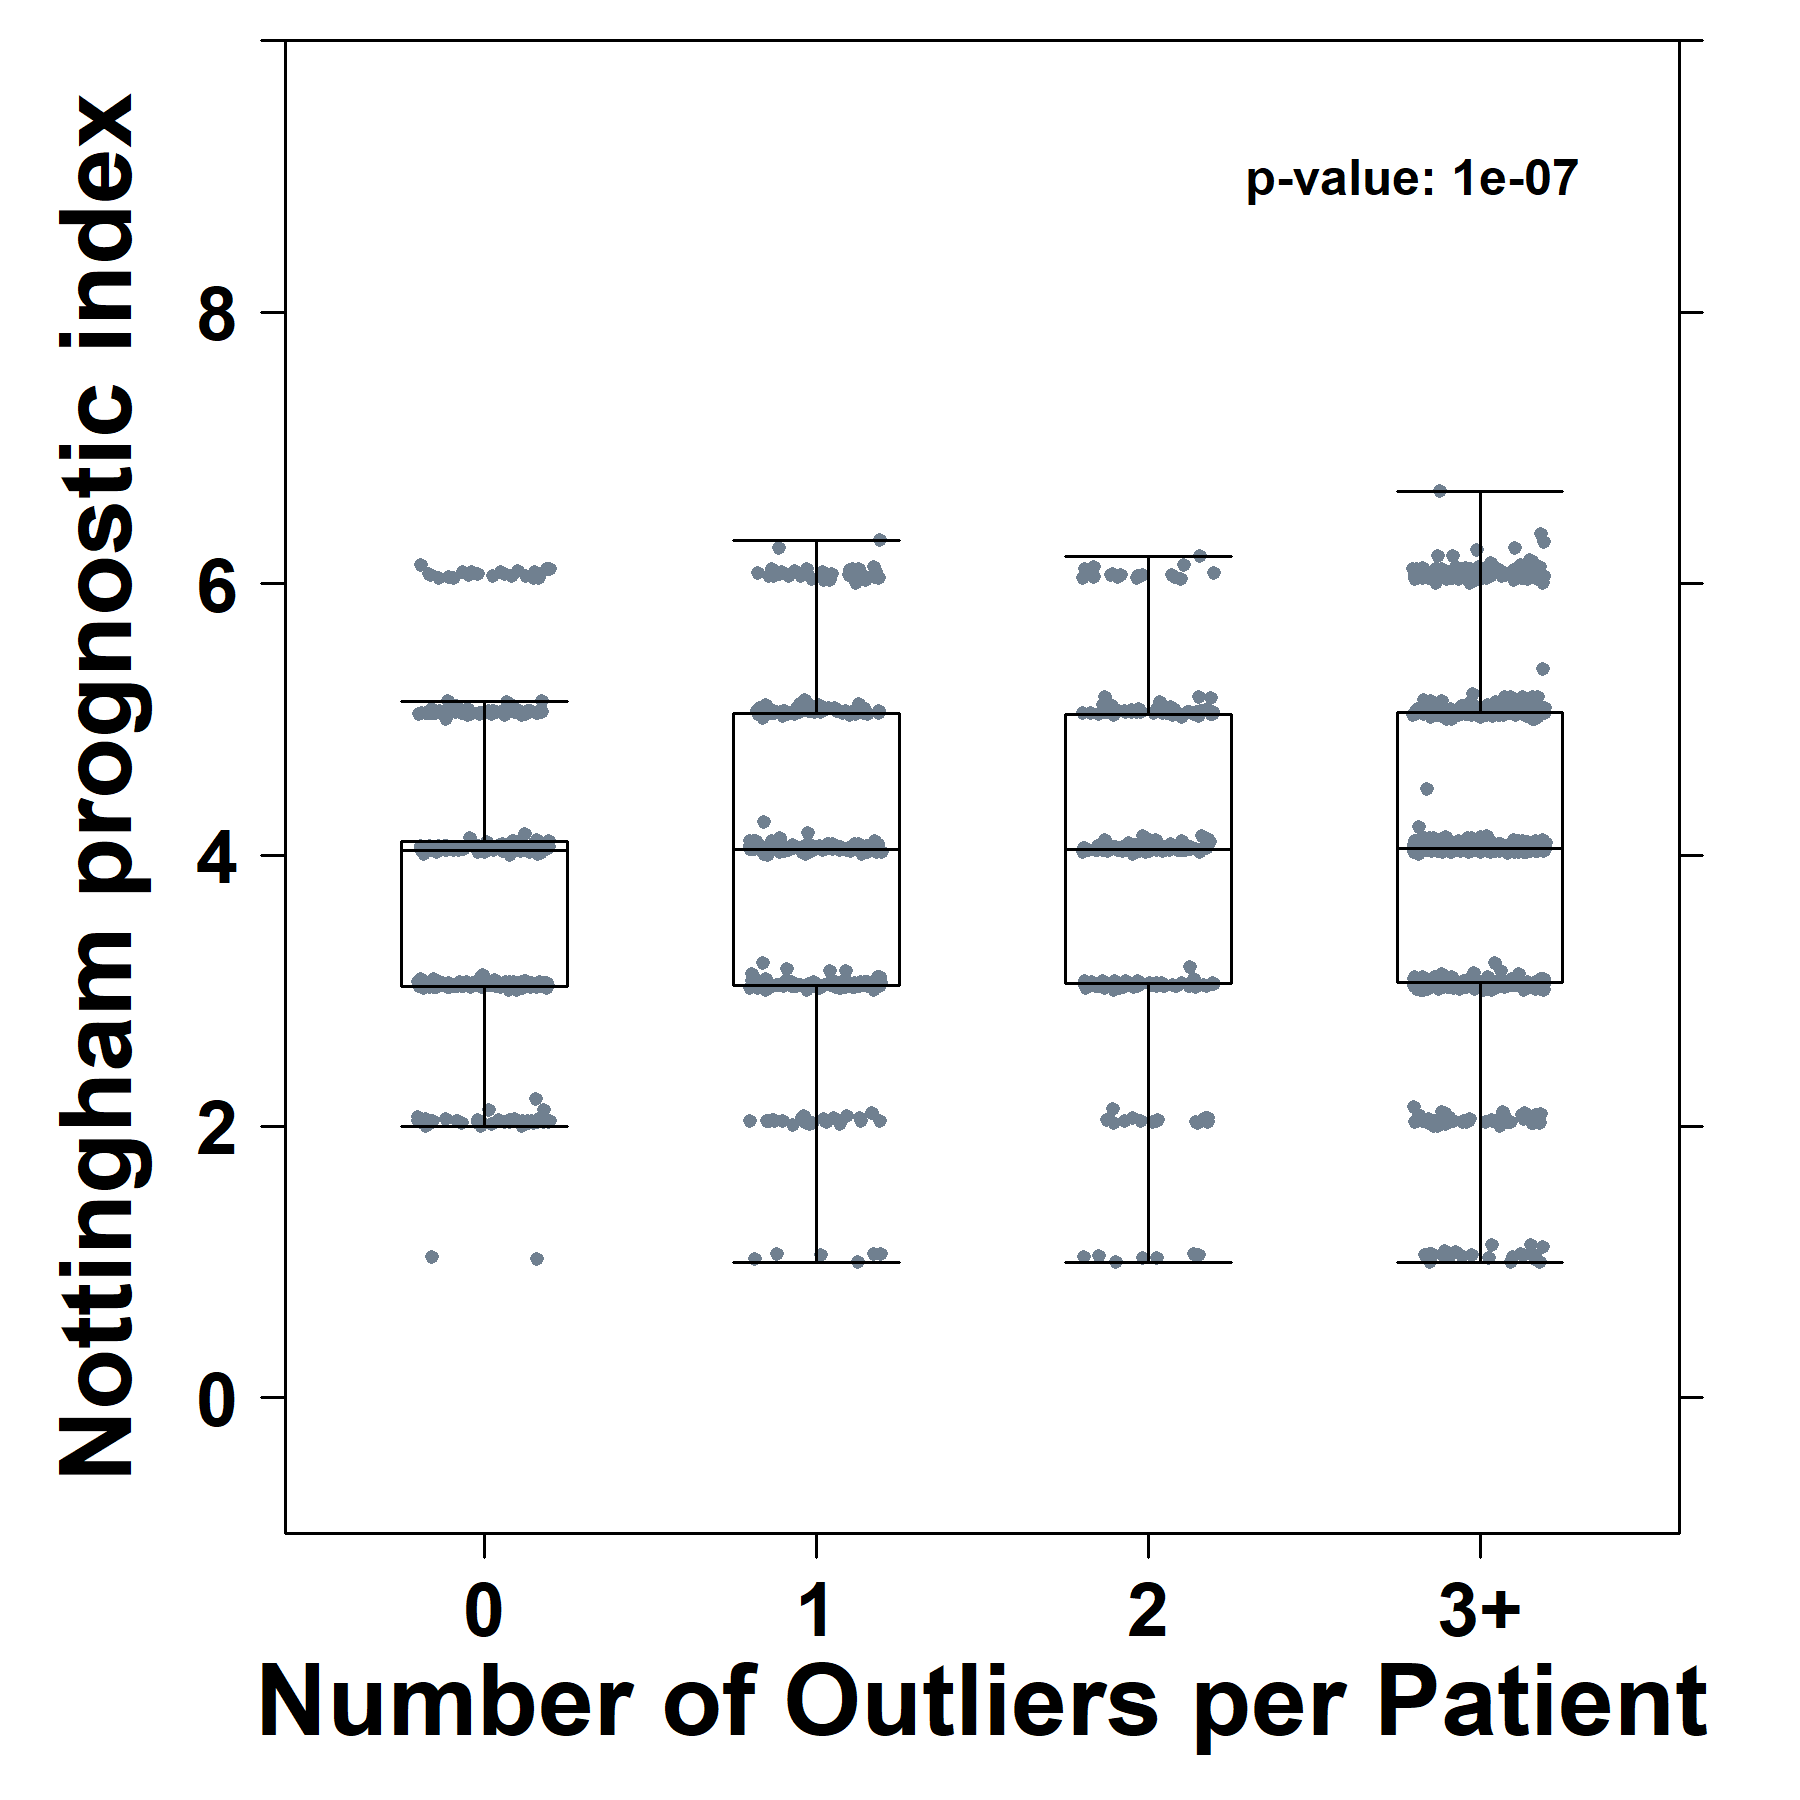 Nottingham prognostic index
p-value: 1e-07
8
6
4
2
0
0 1 2 3+
Number of Outliers per Patient